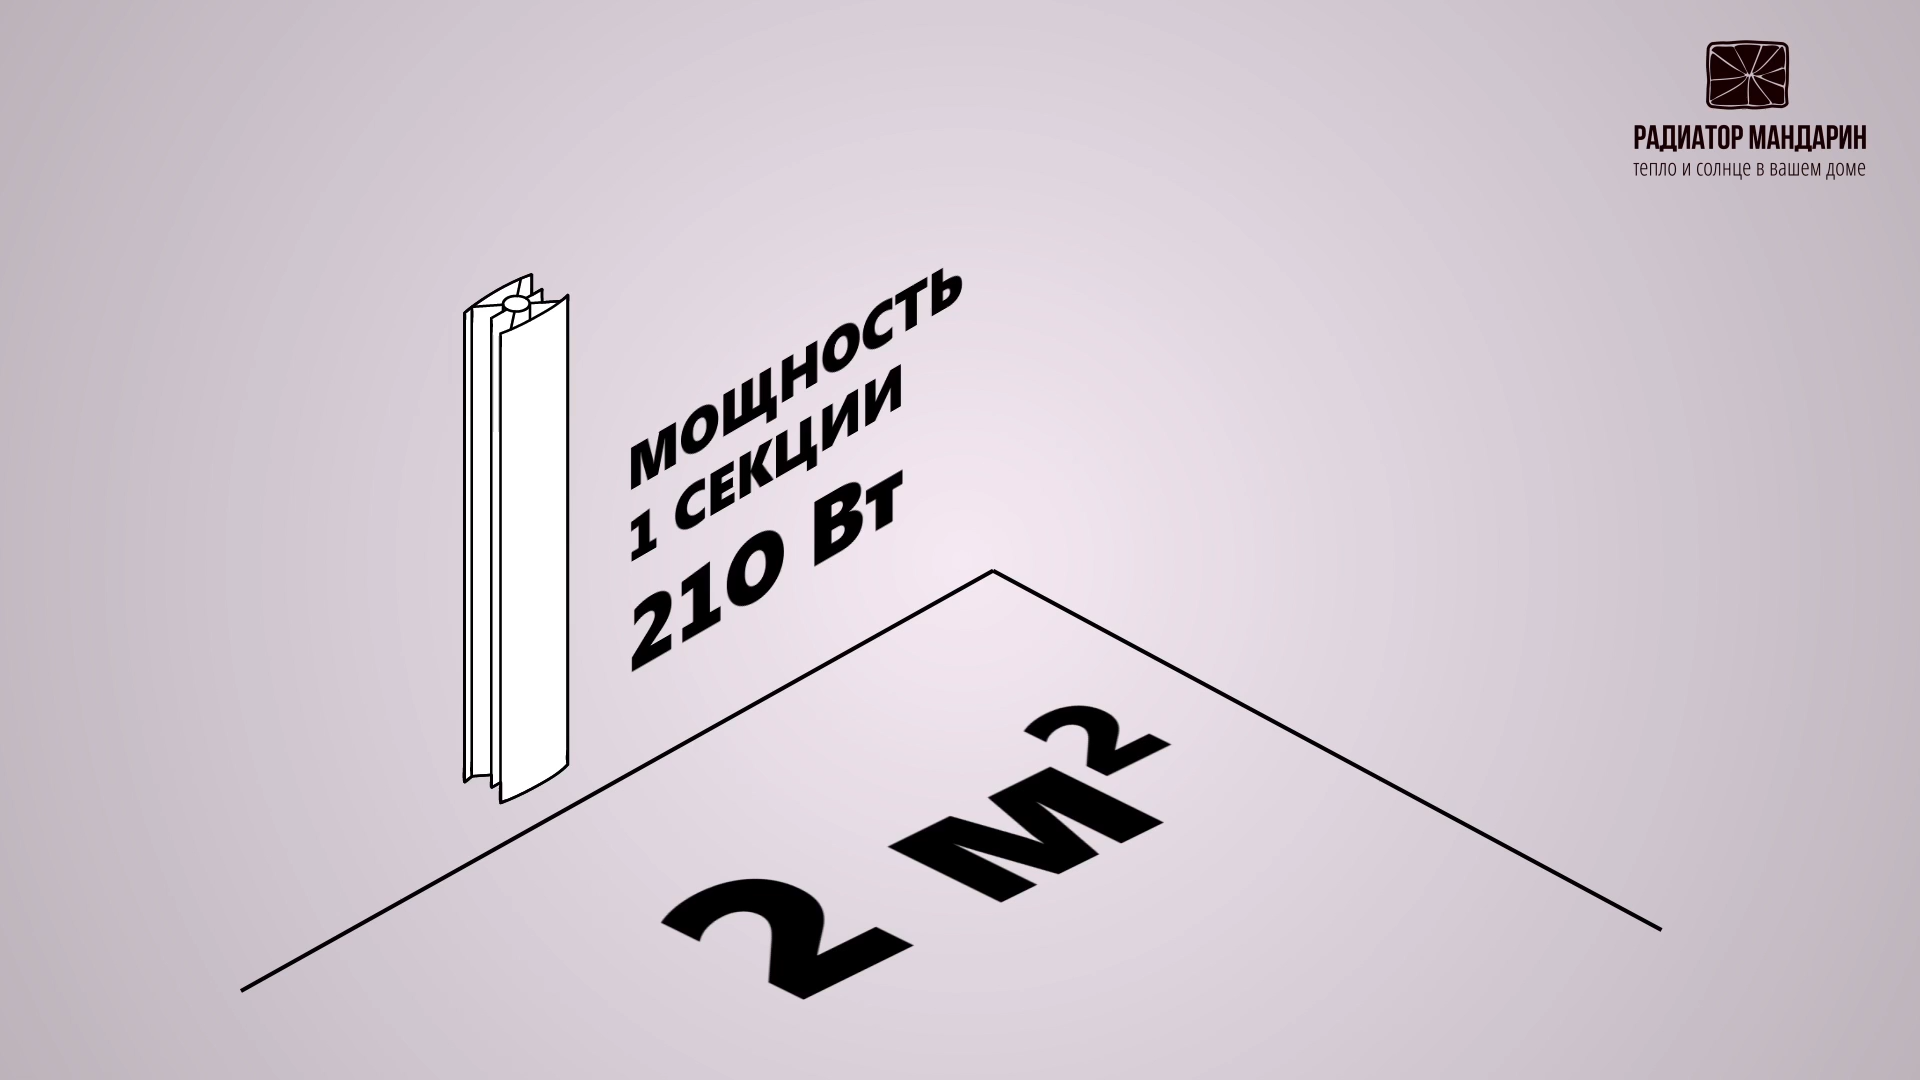 РАДИАТОР МАНДАРИН
тепло и солнце в вашем доме
МОЩНОСТЬ
1 СЕКЦИИ
210 Вт
2 М²